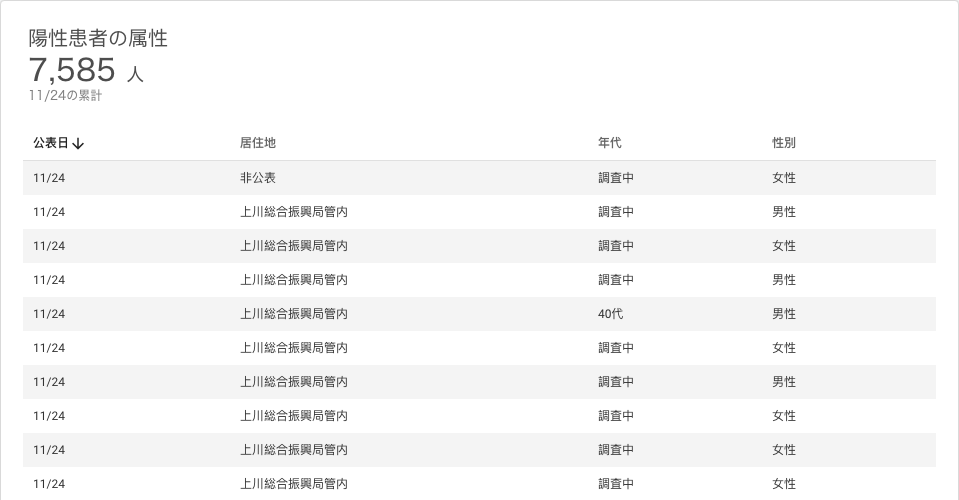 陽性患者の属性
7,585 人
11/24の累計
公表日↓ 居住地 年代 性別
11/24 非公表 調査中 女性
11/24 上川総合振興局管内 調査中 男性
11/24 上川総合振興局管内 調査中 女性
11/24 上川総合振興局管内 調査中 男性
11/24 上川総合振興局管内 40代 男性
11/24 上川総合振興局管内 調査中 女性
11/24 上川総合振興局管内 調査中 男性
11/24 上川総合振興局管内 調査中 女性
11/24 上川総合振興局管内 調査中 女性
11/24 上川総合振興局管内 調査中 女性